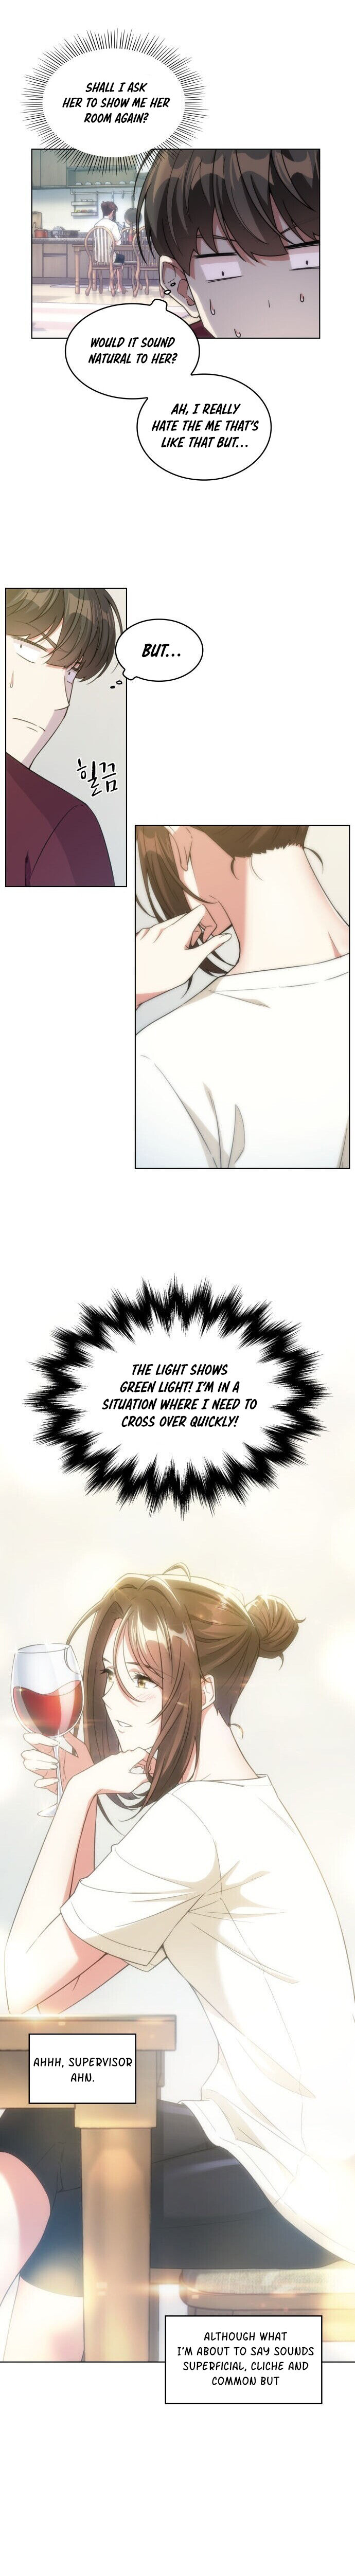 SHALL I ASK
HER TO SHOW ME HER
ROOM AGAIN?
WOULD IT SOUND
NATURAL TO HER?
AH, I REALLY
HATE THE ME THAT'S
LIKE THAT BUT...
BUT...
힐끔
THE LIGHT SHOWS
GREEN LIGHT! I'M IN A
SITUATION WHERE I NEED TO
CROSS OVER QUICKLY!
AHHH, SUPERVISOR
AHN.
ALTHOUGH WHAT
I'M ABOUT TO SAY SOUNDS
SUPERFICIAL, CLICHE AND
COMMON BUT